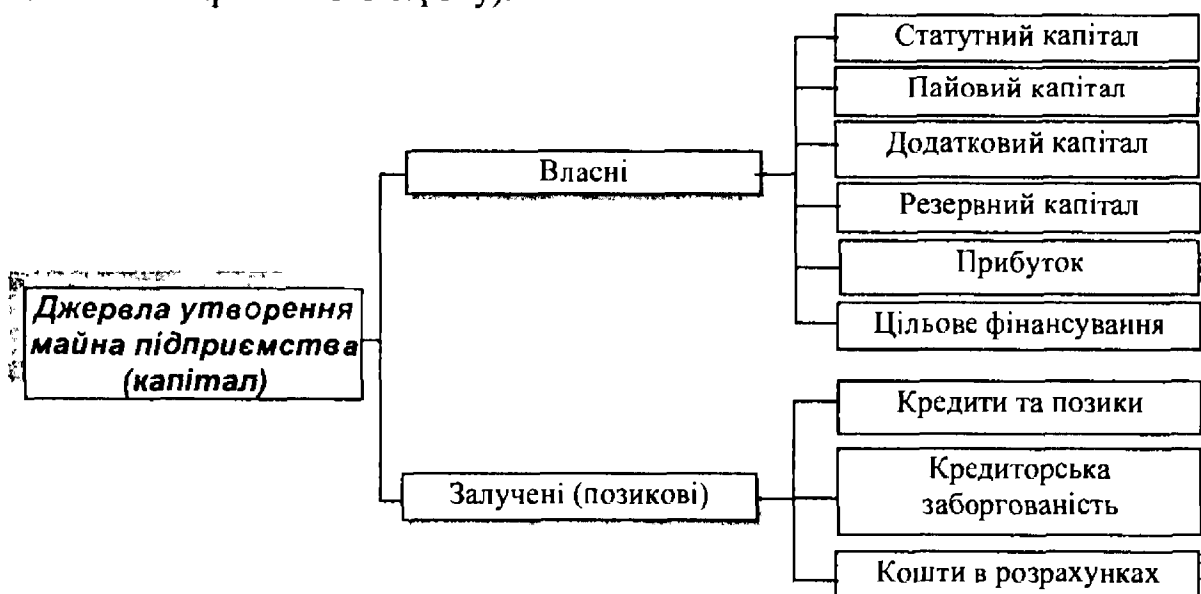 Статутний капітал
Пайовий капітал
Додатковий капітал
Власні
Резервний капітал
Прибуток
Джервла утворення
майна підприємства
(капітал)
Цільове фінансування
Кредити та позики
Залучені (позикові)
Кредиторська
заборгованість
Кошти в розрахунках